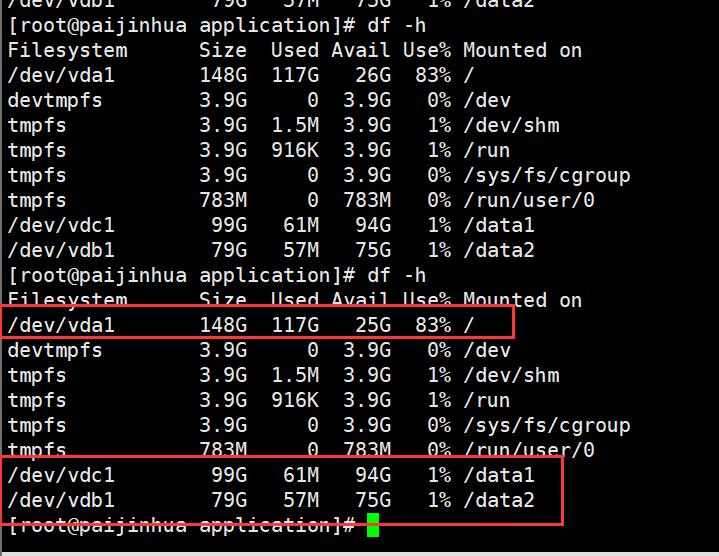 /dev/vdb1       79G   57M   75G   1% /data2
[root@paijinhua application]# df -h
Filesystem      Size  Used Avail Use% Mounted on
/dev/vda1       148G  117G   26G  83% /
devtmpfs        3.9G     0  3.9G   0% /dev
tmpfs           3.9G  1.5M  3.9G   1% /dev/shm
tmpfs           3.9G  916K  3.9G   1% /run
tmpfs           3.9G     0  3.9G   0% /sys/fs/cgroup
tmpfs           783M     0  783M   0% /run/user/0
/dev/vdc1        99G   61M   94G   1% /data1
/dev/vdb1        79G   57M   75G   1% /data2
[root@paijinhua application]# df -h
Filesystem      Size  Used Avail Use% Mounted on
/dev/vda1       148G  117G   25G  83% /
devtmpfs        3.9G     0  3.9G   0% /dev
tmpfs           3.9G  1.5M  3.9G   1% /dev/shm
tmpfs           3.9G  916K  3.9G   1% /run
tmpfs           3.9G     0  3.9G   0% /sys/fs/cgroup
tmpfs           783M     0  783M   0% /run/user/0
/dev/vdc1        99G   61M   94G   1% /data1
/dev/vdb1        79G   57M   75G   1% /data2
[root@paijinhua application]#